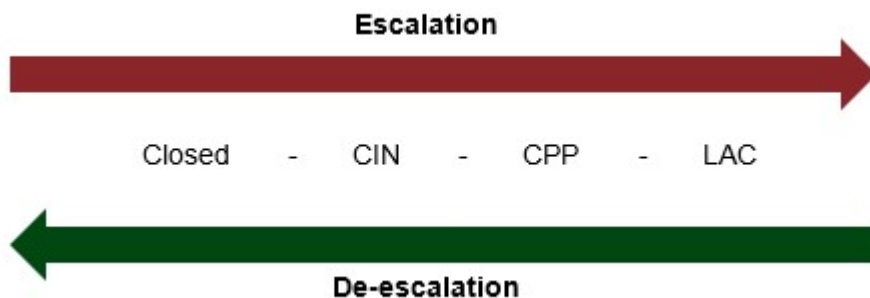 Escalation
Closed - CIN - CPP - LAC
De-escalation